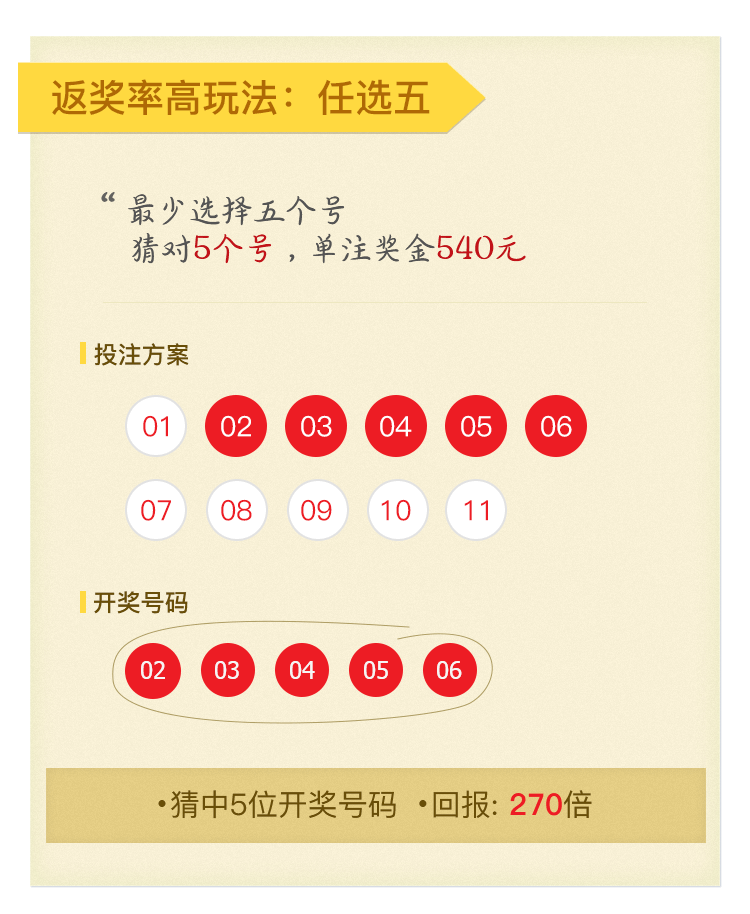 返奖率高玩法：任选五
“ 最少选择五个号
猜对5个号，单注奖金540元
投注方案
01 02 03 04 05 06
07 08 09 10 11
开奖号码
02 03 04 05 06
•猜中5位开奖号码 •回报: 270倍